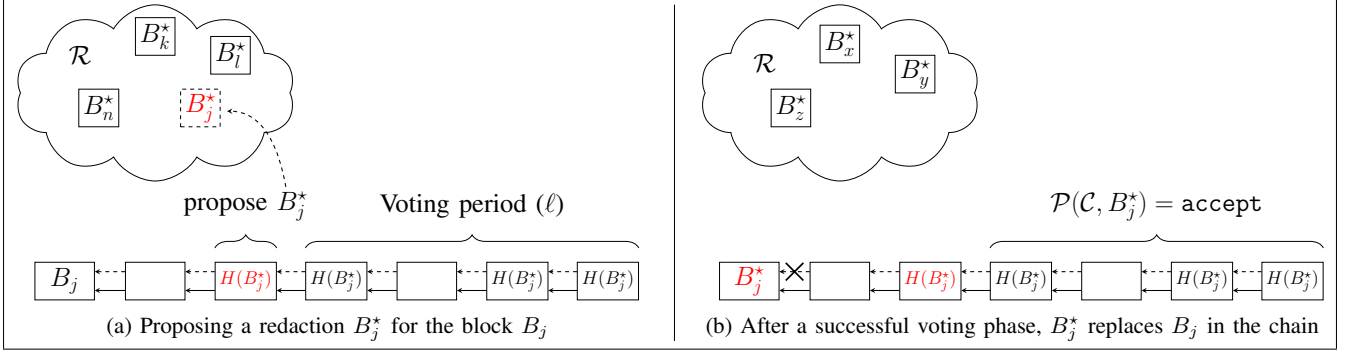 ℛ
B⋆k
B⋆l
B⋆n
B⋆j
propose B⋆j
Voting period (ℓ)
Bj H(B⋆j) H(B⋆j) H(B⋆j) H(B⋆j)
(a) Proposing a redaction B⋆j for the block Bj
ℛ
B⋆x
B⋆y
B⋆z
𝒫(𝒞, B⋆j) = accept
B⋆j H(B⋆j) H(B⋆j) H(B⋆j) H(B⋆j)
(b) After a successful voting phase, B⋆j replaces Bj in the chain